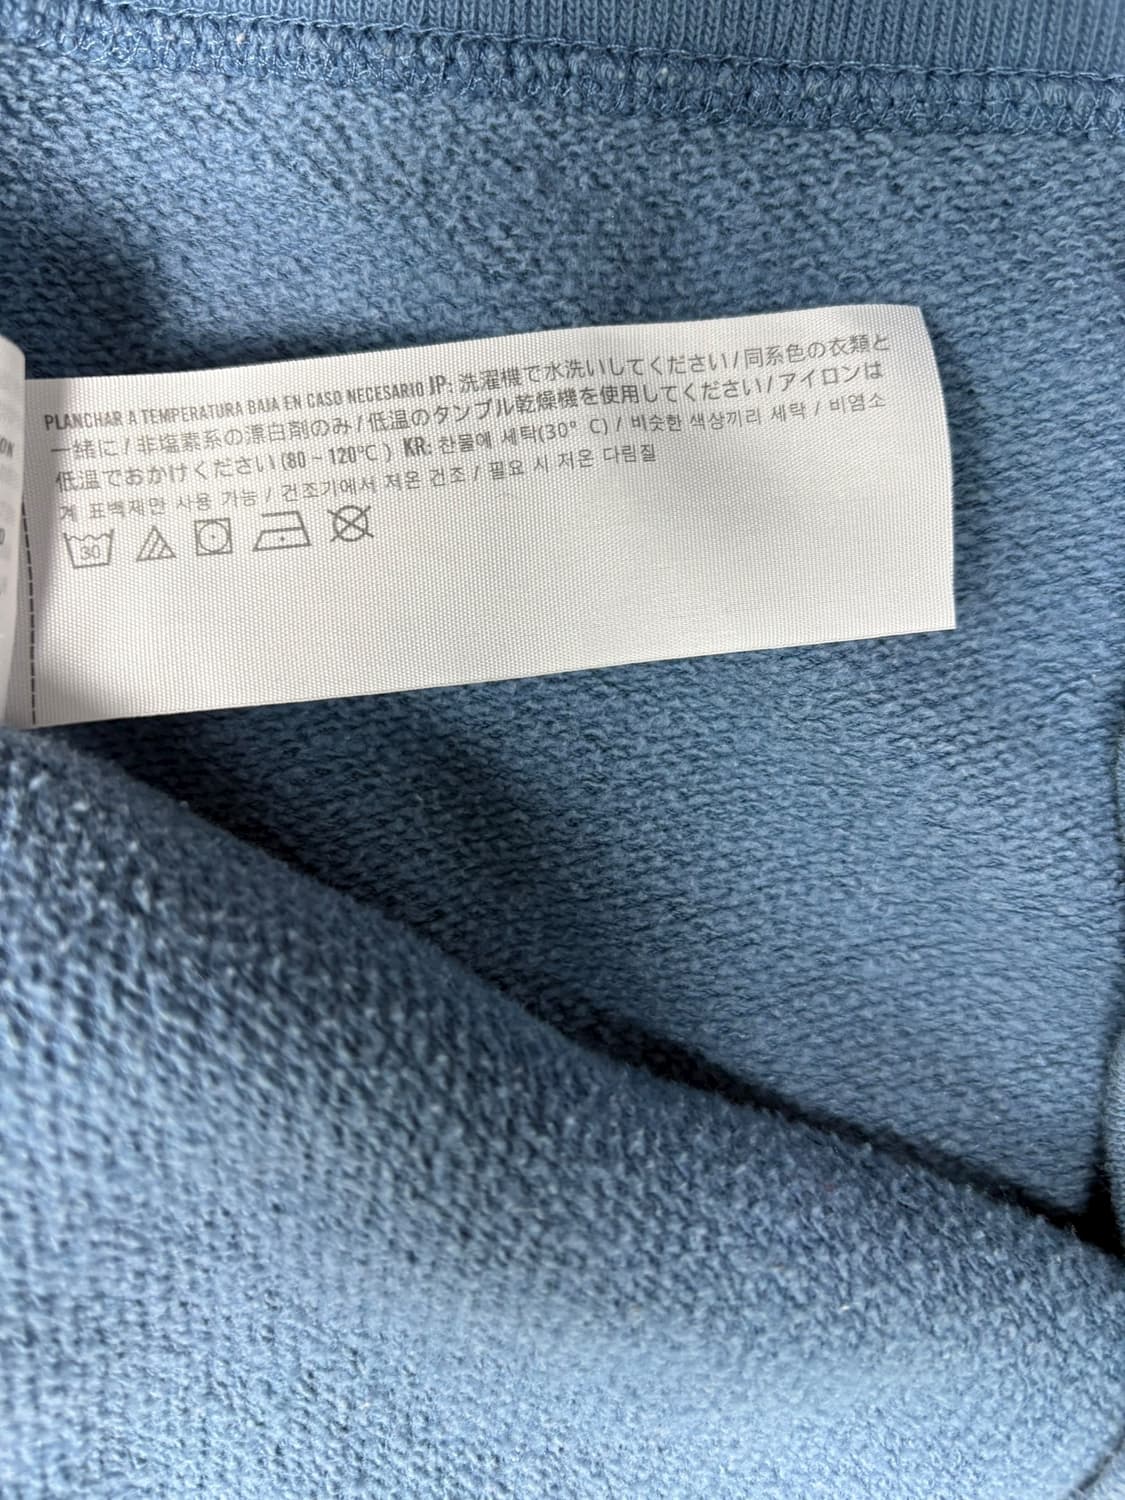 PLANCHAR A TEMPERATURA BAJA EN CASO NECESARIO JP: 洗濯機で水洗いしてください/同系色の衣類と
一緒に/非塩素系の漂白剤のみ/低温のタンブル乾燥機を使用してください/アイロンは
低温でおかけください(80～120℃) KR: 찬물에 세탁(30° C) / 비슷한 색상끼리 세탁 / 비염소
계 표백제만 사용 가능 / 건조기에서 저온 건조 / 필요 시 저온 다림질
30
ON